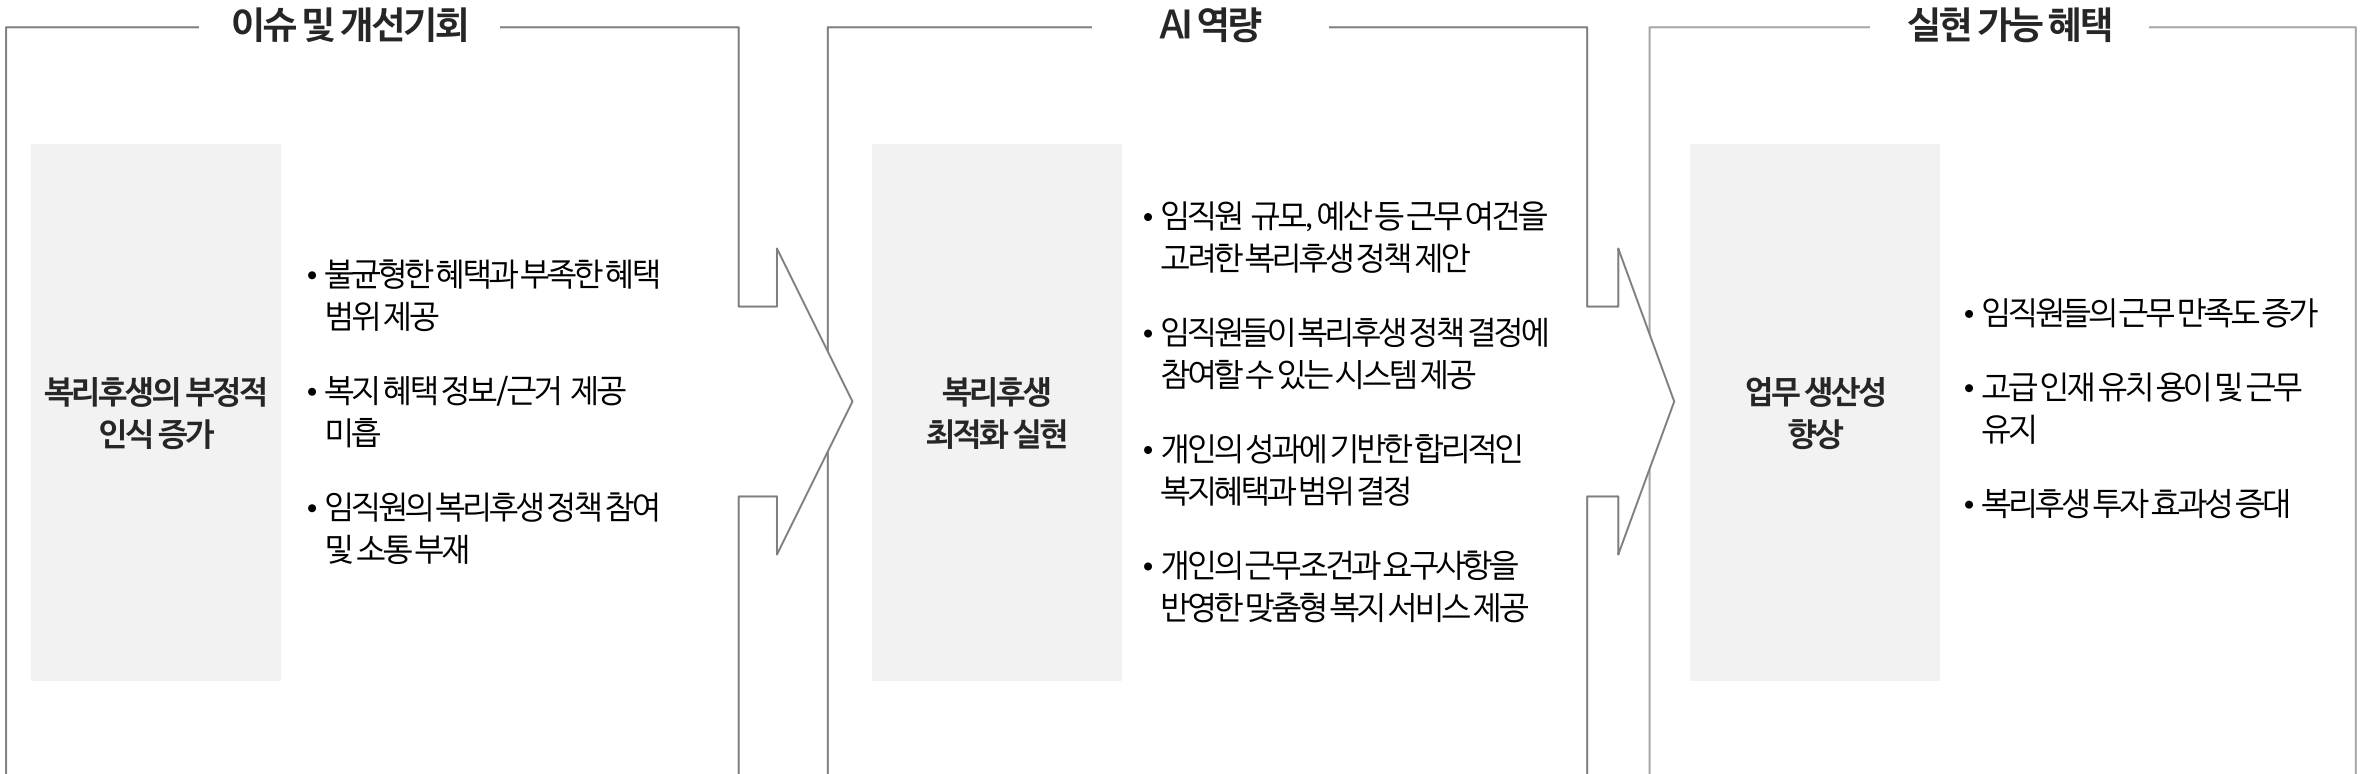 이슈 및 개선기회
복리후생의 부정적
인식 증가
• 불균형한 혜택과 부족한 혜택
범위 제공
• 복지 혜택 정보/근거 제공
미흡
• 임직원의 복리후생 정책 참여
및 소통 부재
AI 역량
복리후생
최적화 실현
• 임직원 규모, 예산 등 근무 여건을
고려한 복리후생 정책 제안
• 임직원들이 복리후생 정책 결정에
참여할 수 있는 시스템 제공
• 개인의 성과에 기반한 합리적인
복지혜택과 범위 결정
• 개인의 근무조건과 요구사항을
반영한 맞춤형 복지 서비스 제공
실현 가능 혜택
업무 생산성
향상
• 임직원들의 근무 만족도 증가
• 고급 인재 유치 용이 및 근무
유지
• 복리후생 투자 효과성 증대